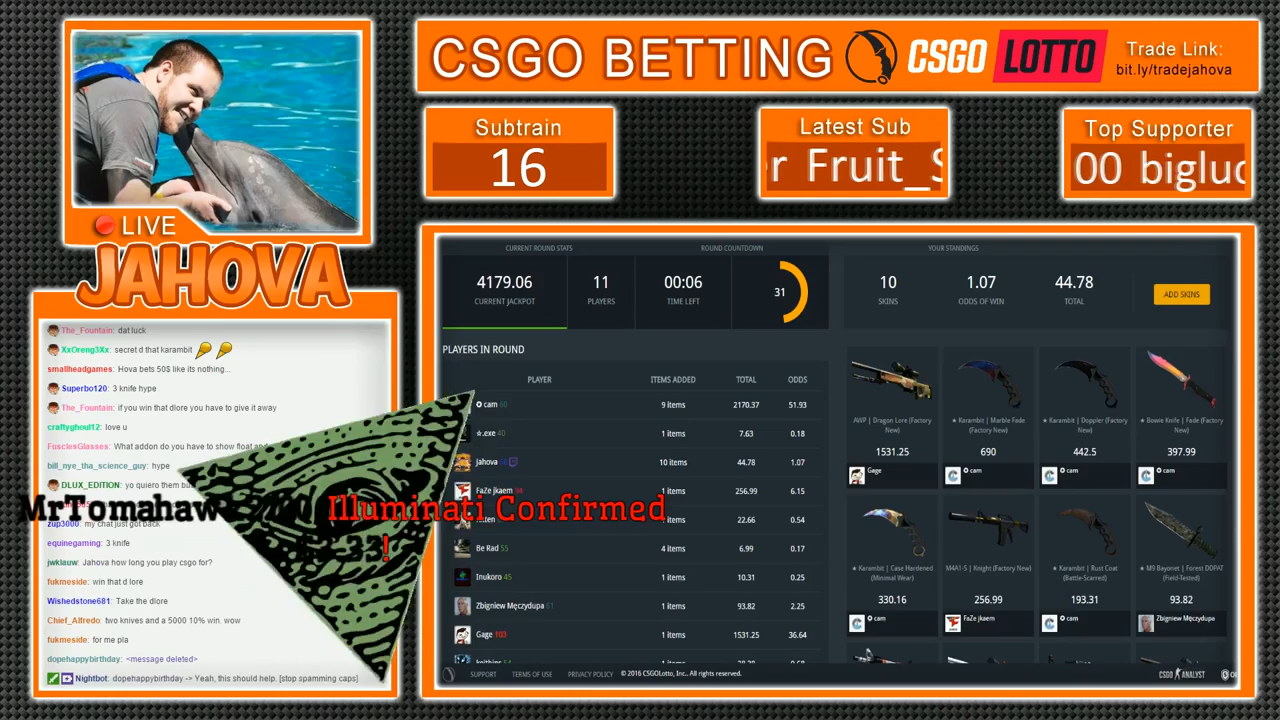 CSGO BETTING
CSGO LOTTO
Trade Link:
bit.ly/tradejahova
Subtrain
16
Latest Sub
r Fruit_S
Top Supporter
00 bigluc
LIVE
JAHOVA
The_Fountain: dat luck
XxOreng3Xx: secret d that karambit
smallheadgames: Hova bets 50$ like its nothing...
Superbo120: 3 knife hype
The_Fountain: if you win that dlore you have to give it away
craftyghoul12: love u
FusclesGlasses: What addon do you have to show float and
bill_nye_tha_science_guy: hype
DLUX_EDITION: yo quiero them bus
MrTomahaw
Illuminati Confirmed
!
zup3000: my chat just got back
equinegaming: 3 knife
jwklauw: Jahova how long you play csgo for?
fukmeside: win that d lore
Wishedstone681: Take the dlore
Chief_Alfredo: two knives and a 5000 10% win. wow
fukmeside: for me pla
dopehappybirthday: <message deleted>
Nightbot: dopehappybirthday -> Yeah, this should help. [stop spamming caps]
CURRENT ROUND STATS
ROUND COUNTDOWN
YOUR STANDINGS
4179.06
CURRENT JACKPOT
11
PLAYERS
00:06
TIME LEFT
31
10
SKINS
1.07
ODDS OF WIN
44.78
TOTAL
ADD SKINS
PLAYERS IN ROUND
PLAYER ITEMS ADDED TOTAL ODDS
cam 60 9 items 2170.37 51.93
☆.exe 40 1 items 7.63 0.18
Jahova 10 items 44.78 1.07
FaZe jkaem 1 items 256.99 6.15
1 items 22.66 0.54
Be Rad 55 4 items 6.99 0.17
Inukoro 45 1 items 10.31 0.25
Zbigniew Męczydupa 61 1 items 93.82 2.25
Gage 103 1 items 1531.25 36.64
AWP | Dragon Lore (Factory New)
1531.25
Gage
★ Karambit | Marble Fade (Factory New)
690
cam
★ Karambit | Doppler (Factory New)
442.5
cam
★ Bowie Knife | Fade (Factory New)
397.99
cam
★ Karambit | Case Hardened (Minimal Wear)
330.16
cam
M4A1-S | Knight (Factory New)
256.99
FaZe jkaem
★ Karambit | Rust Coat (Battle-Scarred)
193.31
cam
★ M9 Bayonet | Forest DDPAT (Field-Tested)
93.82
Zbigniew Męczydupa
SUPPORT TERMS OF USE PRIVACY POLICY © 2016 CSGOLotto, Inc.. All rights reserved.
CSGO ANALYST